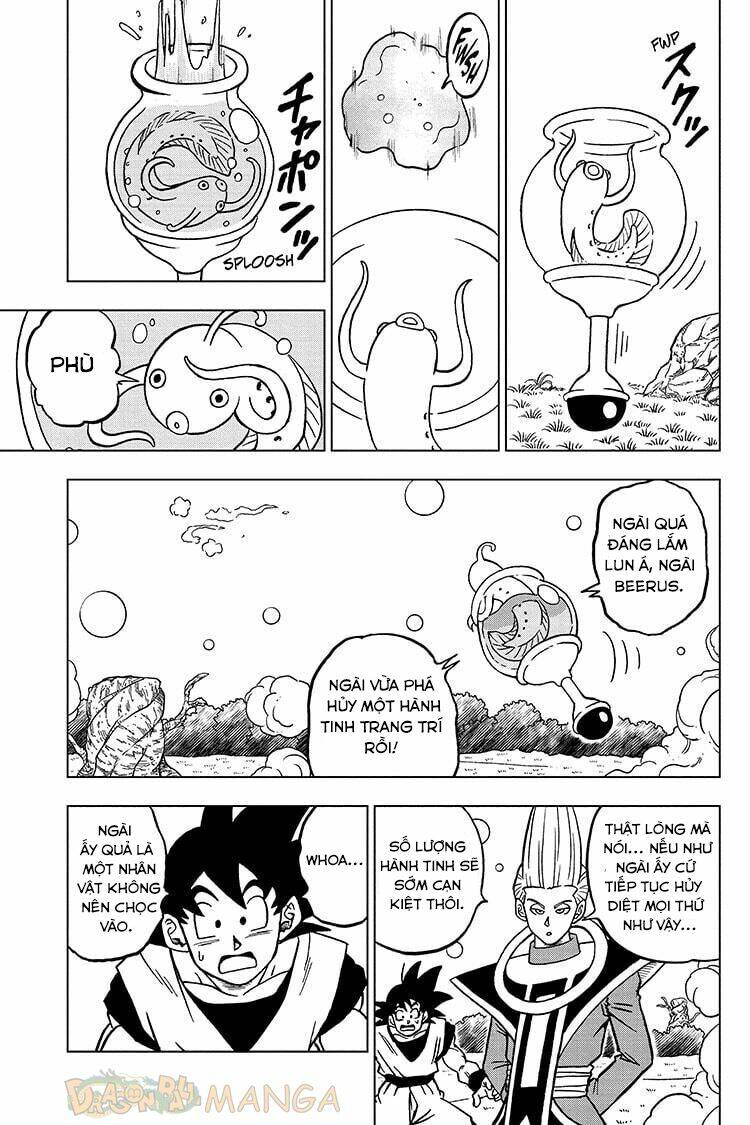 FWP
スクッ
FWSH
チャポンッ
SPLOOSH
PHÙ
NGÀI QUÁ
ĐÁNG LẮM
LUN Á, NGÀI
BEERUS.
NGÀI VỪA PHÁ
HỦY MỘT HÀNH
TINH TRANG TRÍ
RỒI!
THẬT LÒNG MÀ
NÓI... NẾU NHƯ
NGÀI ẤY CỨ
TIẾP TỤC HỦY
DIỆT MỌI THỨ
NHƯ VẬY...
SỐ LƯỢNG
HÀNH TINH SẼ
SỚM CẠN
KIỆT THÔI.
WHOA...
NGÀI
ẤY QUẢ LÀ
MỘT NHÂN
VẬT KHÔNG
NÊN CHỌC
VÀO.
DRAGON BALL MANGA